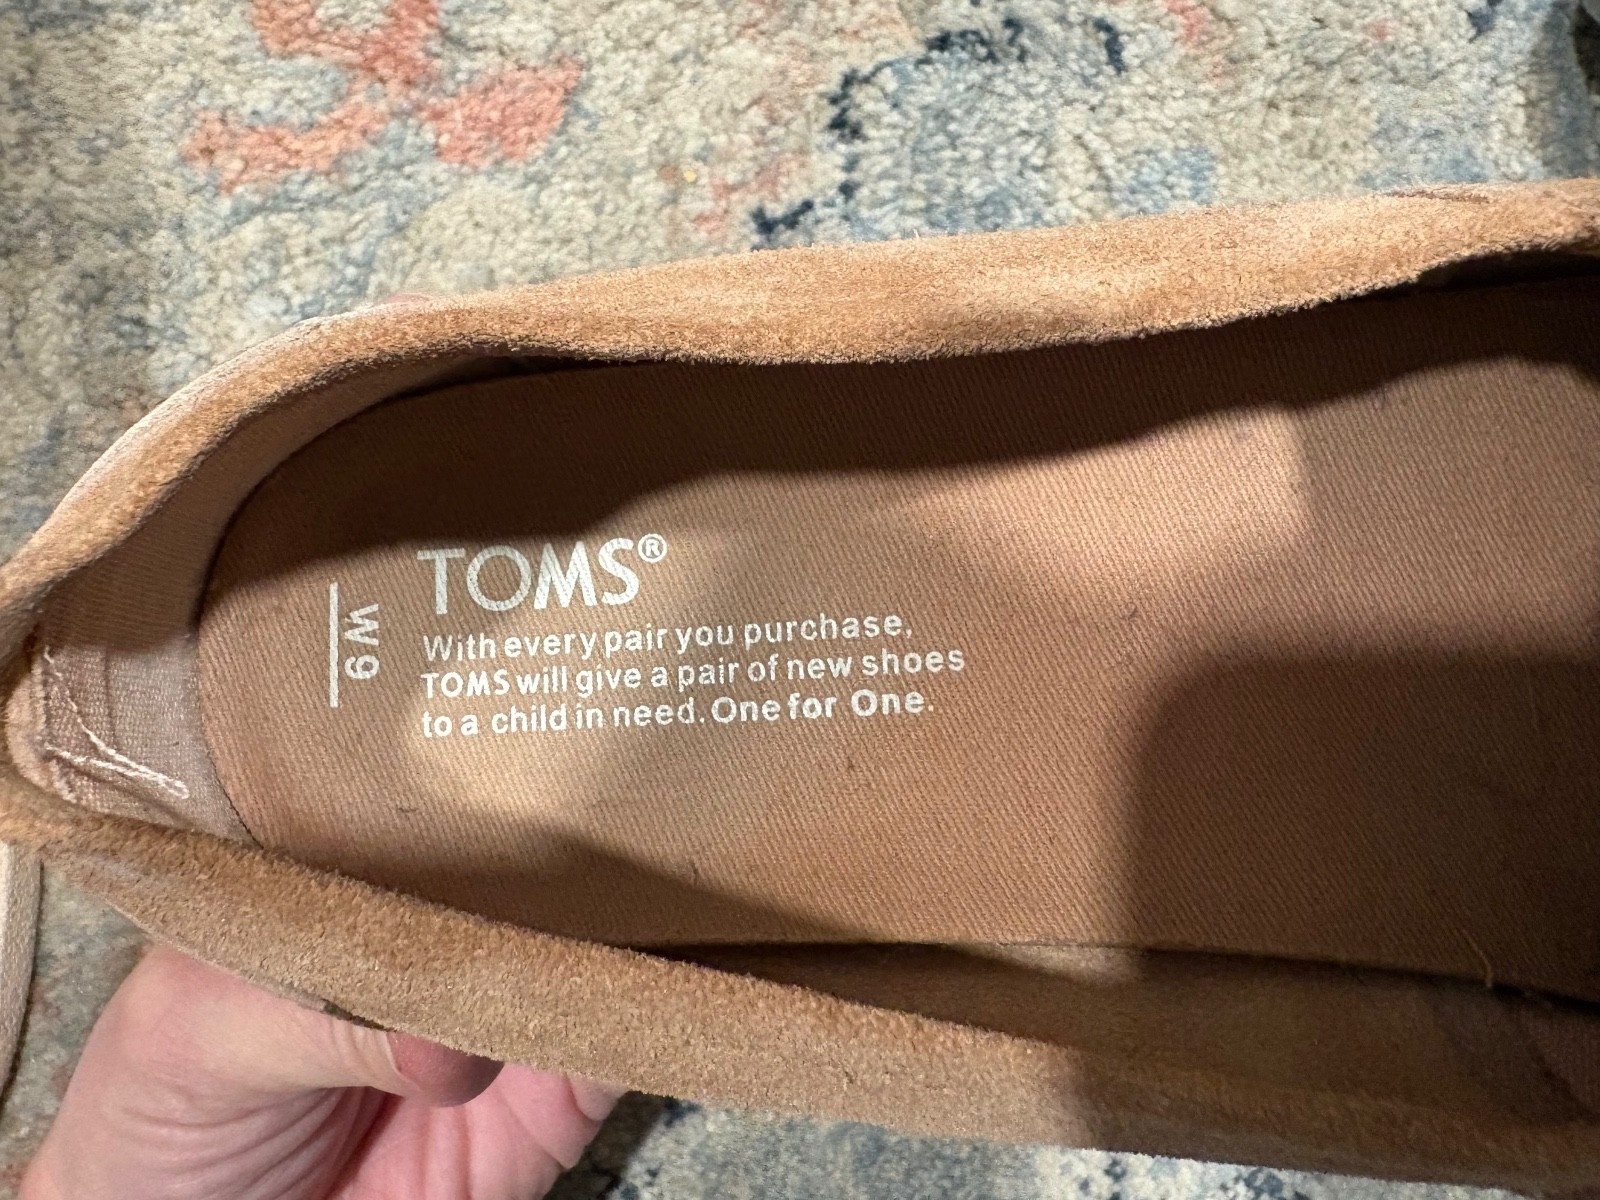 TOMS®
W9
With every pair you purchase,
TOMS will give a pair of new shoes
to a child in need. One for One.